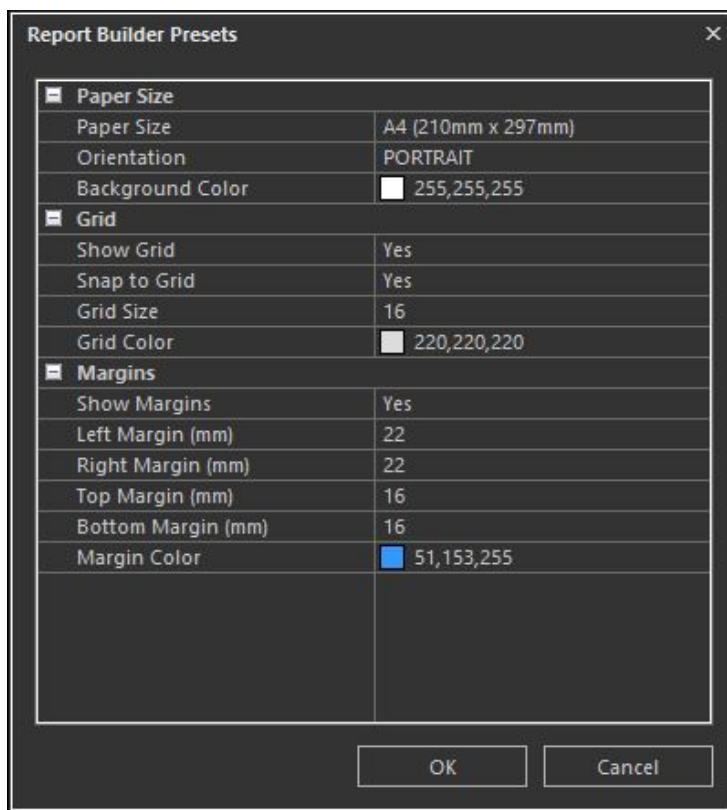 Report Builder Presets
Paper Size
Paper Size A4 (210mm x 297mm)
Orientation PORTRAIT
Background Color 255,255,255
Grid
Show Grid Yes
Snap to Grid Yes
Grid Size 16
Grid Color 220,220,220
Margins
Show Margins Yes
Left Margin (mm) 22
Right Margin (mm) 22
Top Margin (mm) 16
Bottom Margin (mm) 16
Margin Color 51,153,255
OK Cancel